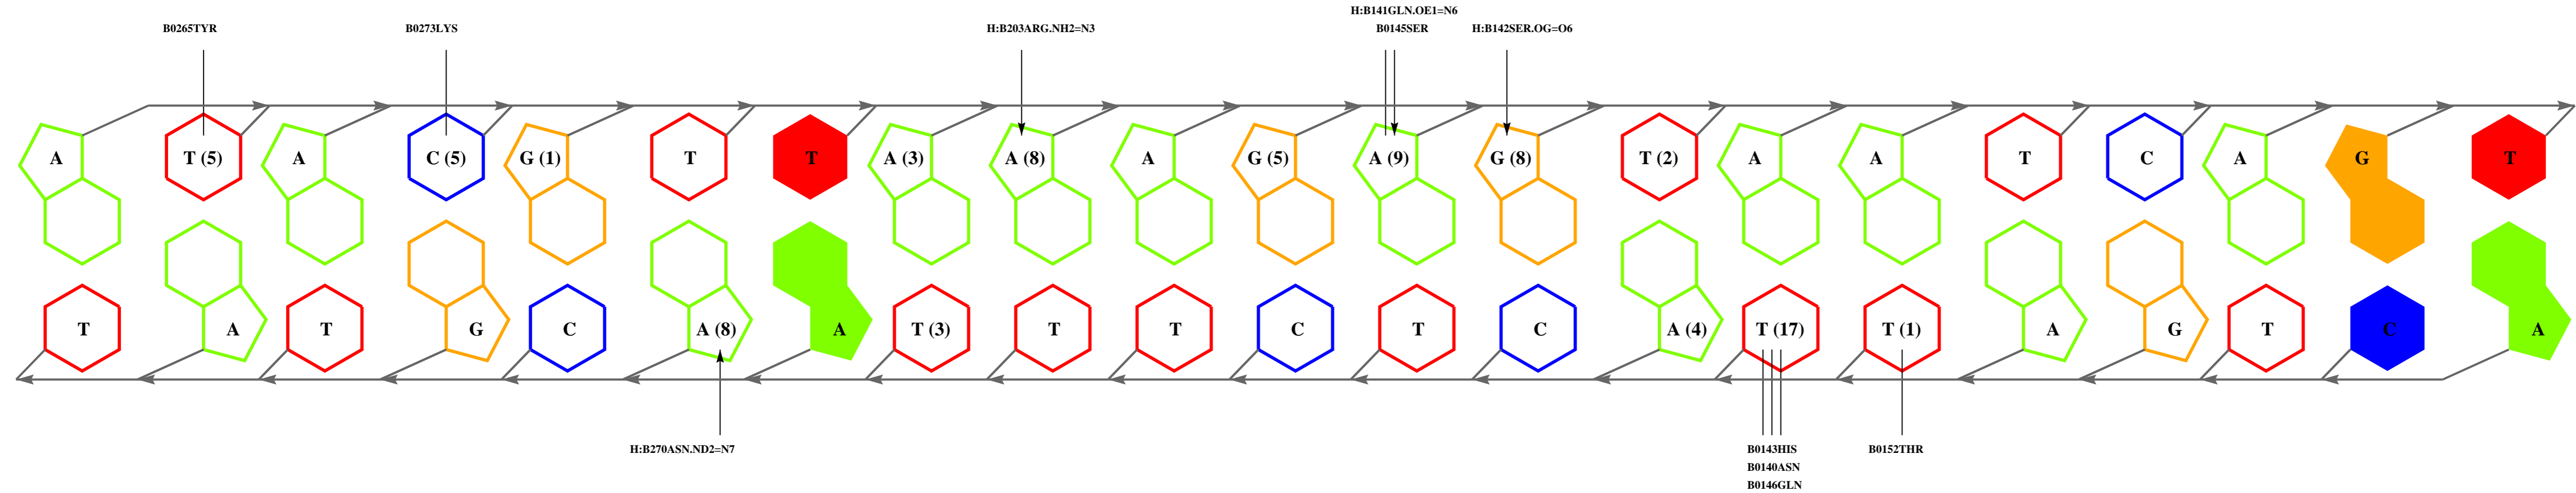 H:B141GLN.OE1=N6
B0265TYR B0273LYS H:B203ARG.NH2=N3 B0145SER H:B142SER.OG=O6
A T (5) A C (5) G (1) T T A (3) A (8) A G (5) A (9) G (8) T (2) A A T C A G T
T A T G C A (8) A T (3) T T C T C A (4) T (17) T (1) A G T C A
H:B270ASN.ND2=N7 B0143HIS B0152THR
B0140ASN
B0146GLN